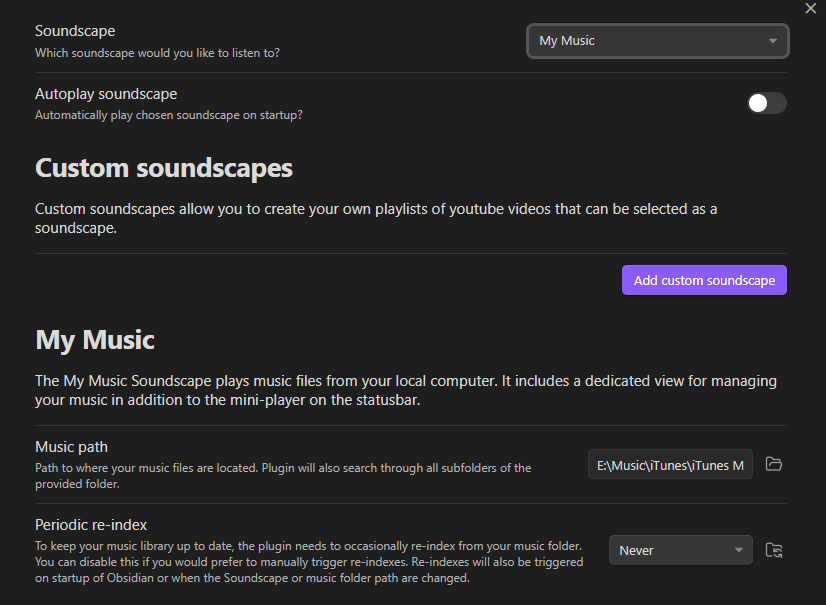 Soundscape
Which soundscape would you like to listen to?
My Music
Autoplay soundscape
Automatically play chosen soundscape on startup?
Custom soundscapes
Custom soundscapes allow you to create your own playlists of youtube videos that can be selected as a
soundscape.
Add custom soundscape
My Music
The My Music Soundscape plays music files from your local computer. It includes a dedicated view for managing
your music in addition to the mini-player on the statusbar.
Music path
Path to where your music files are located. Plugin will also search through all subfolders of the
provided folder.
E:\Music\iTunes\iTunes M
Periodic re-index
To keep your music library up to date, the plugin needs to occasionally re-index from your music folder.
You can disable this if you would prefer to manually trigger re-indexes. Re-indexes will also be triggered
on startup of Obsidian or when the Soundscape or music folder path are changed.
Never